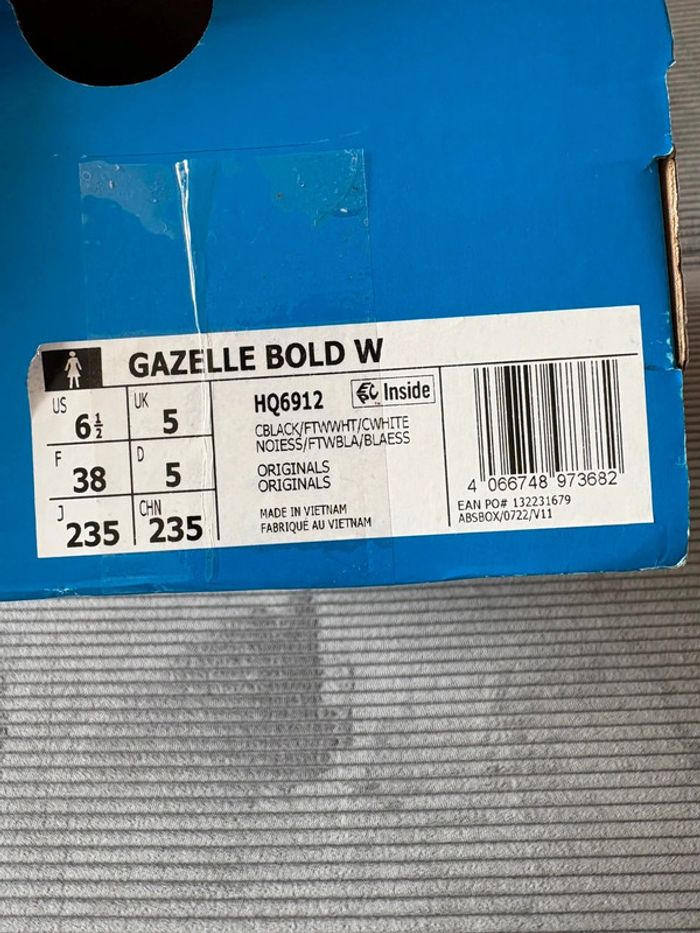 GAZELLE BOLD W
US 6½ UK 5
F 38 D 5
J 235 CHN 235
HQ6912 Inside
CBLACK/FTWWHT/CWHITE
NOIESS/FTWBLA/BLAESS
ORIGINALS
ORIGINALS
MADE IN VIETNAM
FABRIQUÉ AU VIETNAM
4 066748 973682
EAN PO# 132231679
ABSBOX/0722/V11